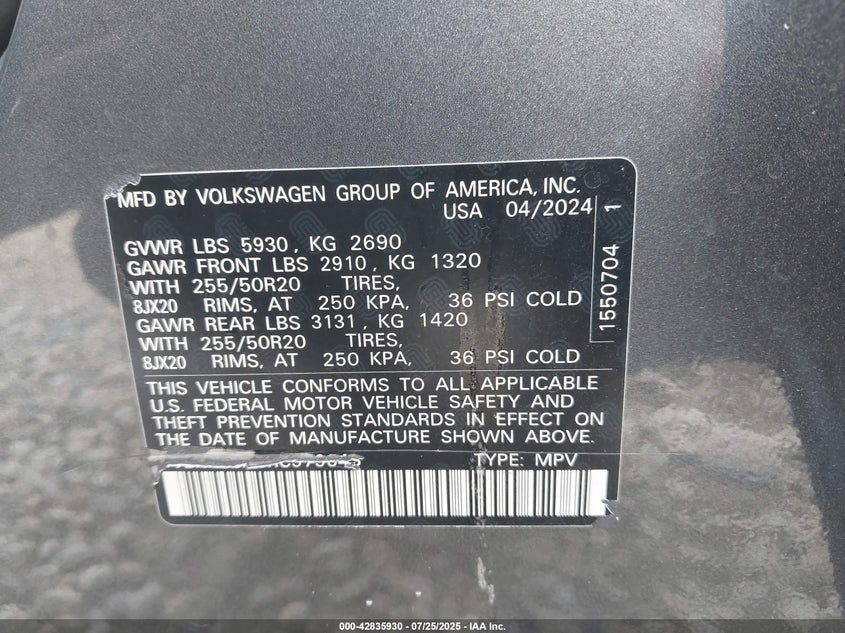 MFD BY VOLKSWAGEN GROUP OF AMERICA, INC.
USA 04/2024
GVWR LBS 5930, KG 2690
GAWR FRONT LBS 2910, KG 1320
WITH 255/50R20 TIRES,
8JX20 RIMS, AT 250 KPA, 36 PSI COLD
GAWR REAR LBS 3131, KG 1420
WITH 255/50R20 TIRES,
8JX20 RIMS, AT 250 KPA, 36 PSI COLD
THIS VEHICLE CONFORMS TO ALL APPLICABLE
U.S. FEDERAL MOTOR VEHICLE SAFETY AND
THEFT PREVENTION STANDARDS IN EFFECT ON
THE DATE OF MANUFACTURE SHOWN ABOVE.
TYPE: MPV
1550704 1
000-42835930 - 07/25/2025 - IAA Inc.